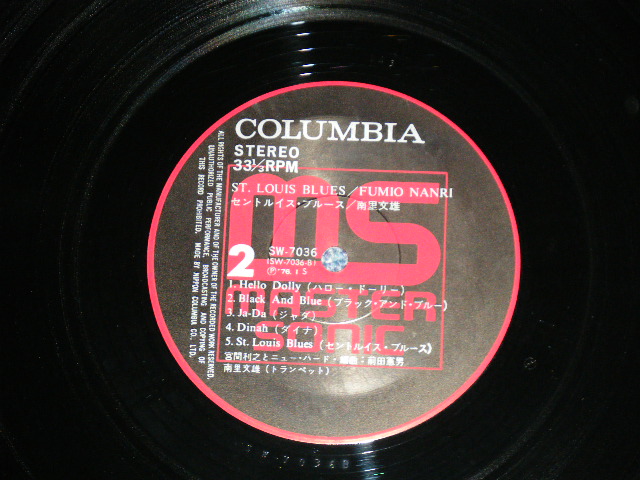 COLUMBIA
STEREO
33⅓RPM
ST. LOUIS BLUES／FUMIO NANRI
セントルイス・ブルース／南里文雄
MS
MASTER
SONIC
2
SW-7036
(SW-7036-B)
Ⓟ '76. 1 S
1. Hello Dolly (ハロー・ドーリー)
2. Black And Blue (ブラック・アンド・ブルー)
3. Ja-Da (ジャダ)
4. Dinah (ダイナ)
5. St. Louis Blues (セントルイス・ブルース)
宮間利之とニュー・ハード・編曲：前田憲男
南里文雄(トランペット)
ALL RIGHTS OF THE MANUFACTURER AND OF THE OWNER OF THE RECORDED WORK RESERVED.
UNAUTHORIZED PUBLIC PERFORMANCE, BROADCASTING AND COPYING OF
THIS RECORD PROHIBITED. MADE BY NIPPON COLUMBIA CO., LTD.